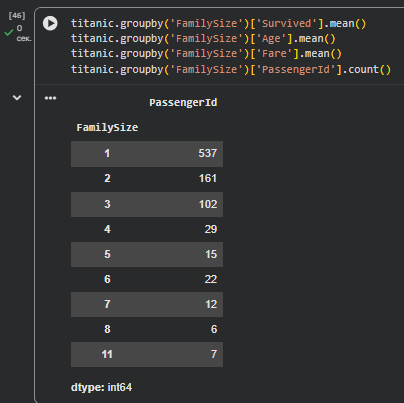 [46]
0
сек.
titanic.groupby('FamilySize')['Survived'].mean()
titanic.groupby('FamilySize')['Age'].mean()
titanic.groupby('FamilySize')['Fare'].mean()
titanic.groupby('FamilySize')['PassengerId'].count()
PassengerId
FamilySize
1 537
2 161
3 102
4 29
5 15
6 22
7 12
8 6
11 7
dtype: int64